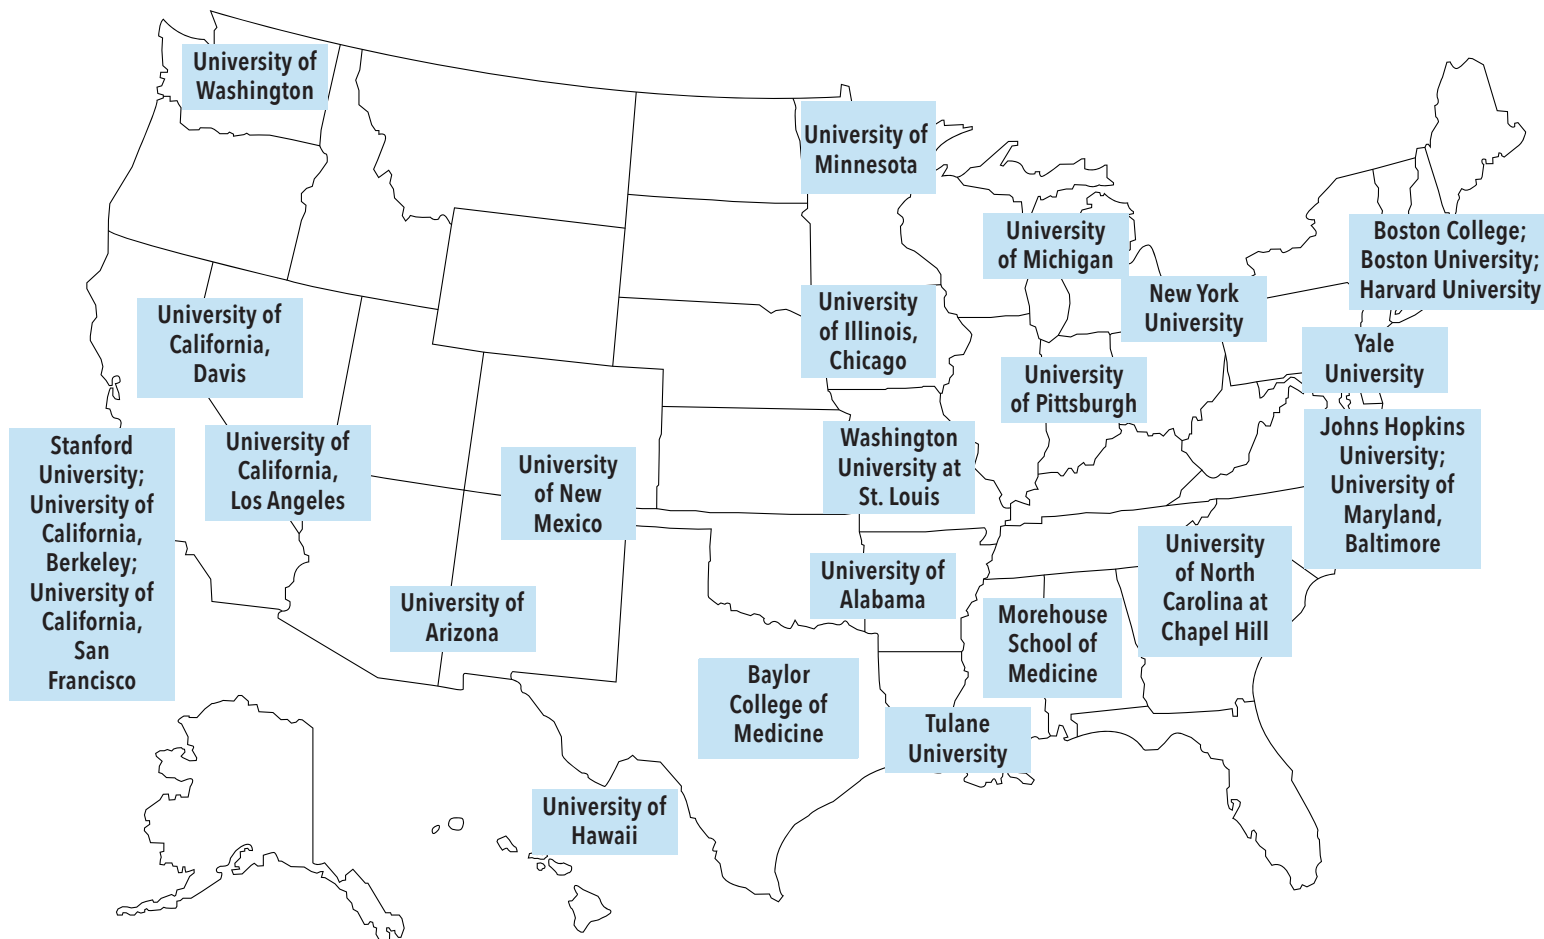 University of
Washington
University of
Minnesota
University
of Michigan
Boston College;
Boston University;
Harvard University
New York
University
University
of Illinois,
Chicago
University of
California,
Davis
Yale
University
University
of Pittsburgh
Stanford
University;
University of
California,
Berkeley;
University of
California,
San
Francisco
University of
California,
Los Angeles
University
of New
Mexico
Washington
University at
St. Louis
Johns Hopkins
University;
University of
Maryland,
Baltimore
University
of North
Carolina at
Chapel Hill
University of
Alabama
University of
Arizona
Morehouse
School of
Medicine
Baylor
College of
Medicine
Tulane
University
University of
Hawaii